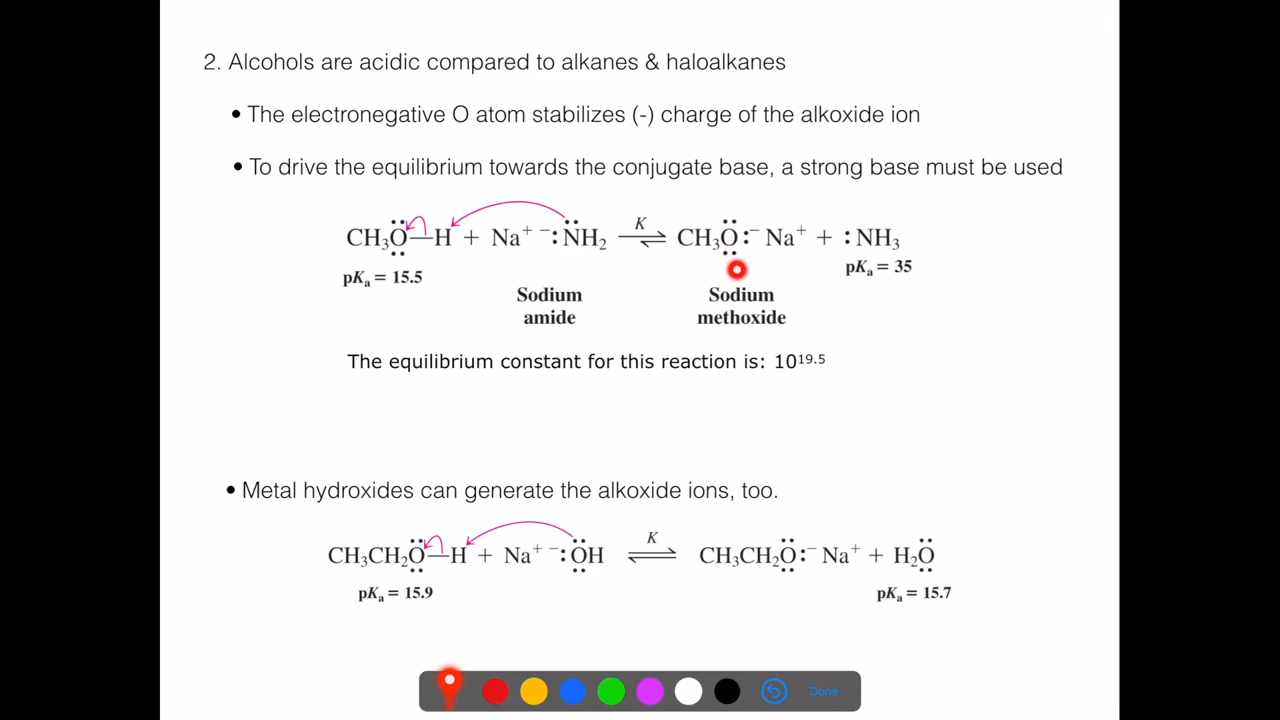 2. Alcohols are acidic compared to alkanes & haloalkanes
• The electronegative O atom stabilizes (-) charge of the alkoxide ion
• To drive the equilibrium towards the conjugate base, a strong base must be used
CH₃O—H + Na⁺ ⁻:NH₂ K ⇌ CH₃O:⁻ Na⁺ + :NH₃
pKₐ = 15.5 pKₐ = 35
Sodium amide Sodium methoxide
The equilibrium constant for this reaction is: 10¹⁹·⁵
• Metal hydroxides can generate the alkoxide ions, too.
CH₃CH₂O—H + Na⁺ ⁻:OH K ⇌ CH₃CH₂O:⁻ Na⁺ + H₂O
pKₐ = 15.9 pKₐ = 15.7
Done